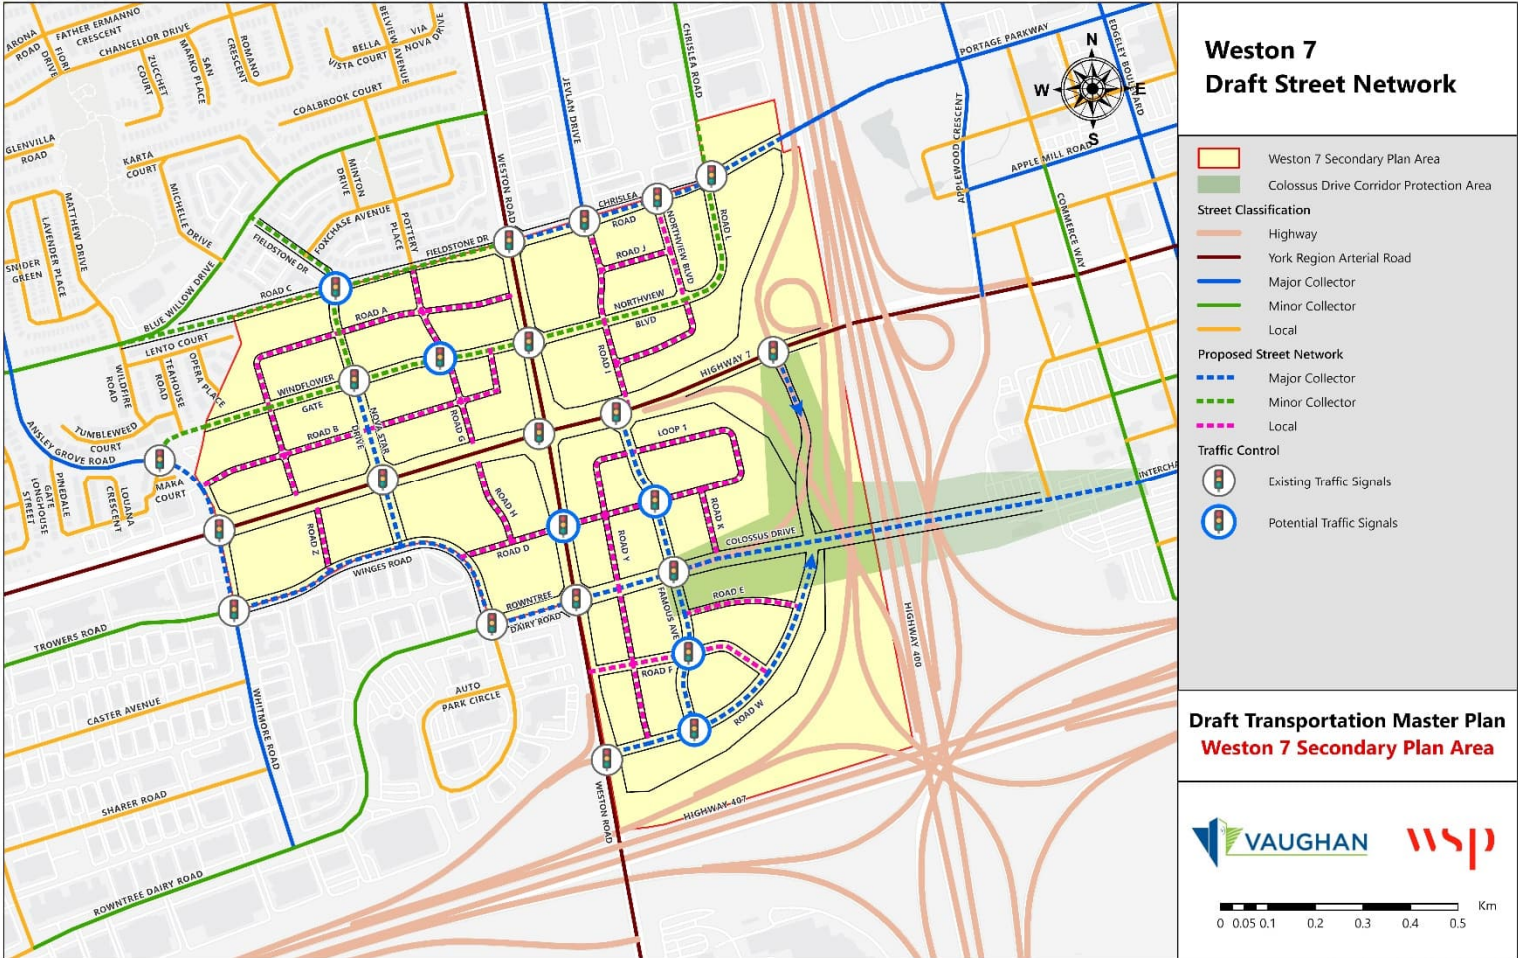 Weston 7
Draft Street Network
Weston 7 Secondary Plan Area
Colossus Drive Corridor Protection Area
Street Classification
Highway
York Region Arterial Road
Major Collector
Minor Collector
Local
Proposed Street Network
Major Collector
Minor Collector
Local
Traffic Control
Existing Traffic Signals
Potential Traffic Signals
Draft Transportation Master Plan
Weston 7 Secondary Plan Area
VAUGHAN
wsp
Km
0 0.05 0.1 0.2 0.3 0.4 0.5
N
W E
S
ARONA
ROAD
FIORI
DRIVE
FATHER ERMANNO
CRESCENT
CHANCELLOR DRIVE
ZUCCHET
COURT
SAN
MARKO PLACE
ROMANO
CRESCENT
BELVIEW AVENUE
BELLA
VISTA COURT
VIA
NOVA DRIVE
COALBROOK COURT
GLENVILLA
ROAD
KARTA
COURT
MICHELLE DRIVE
MINTON
DRIVE
FOXCHASE AVENUE
POTTERY
PLACE
MATTHEW DRIVE
LAVENDER PLACE
SNIDER
GREEN
FIELDSTONE DR
FIELDSTONE DR
BLUE WILLOW DRIVE
ROAD C
LENTO COURT
WILDFIRE
ROAD
TEAHOUSE
ROAD
OPERA PLACE
TUMBLEWEED
COURT
ANSLEY GROVE ROAD
MARA
COURT
PINEDALE
GATE
LONGHOUSE
STREET
LOUANA
CRESCENT
WESTON ROAD
JEVLAN DRIVE
CHRISLEA ROAD
CHRISLEA
ROAD
ROAD J
NORTHVIEW BLVD
ROAD L
NORTHVIEW
BLVD
ROAD I
ROAD A
WINDFLOWER
GATE
ROAD B
NOVA STAR
DRIVE
ROAD G
HIGHWAY 7
LOOP 1
ROAD H
ROAD Z
ROAD D
WINGES ROAD
ROAD K
ROAD Y
COLOSSUS DRIVE
ROWNTREE
DAIRY ROAD
FAMOUS AVE
ROAD E
ROAD F
ROAD W
TROWERS ROAD
CASTER AVENUE
WHITMORE ROAD
SHARER ROAD
AUTO
PARK CIRCLE
ROWNTREE DAIRY ROAD
WESTON ROAD
HIGHWAY 407
HIGHWAY 400
PORTAGE PARKWAY
EDGELEY BOULEVARD
APPLEWOOD CRESCENT
APPLE MILL ROAD
COMMERCE WAY
INTERCHA